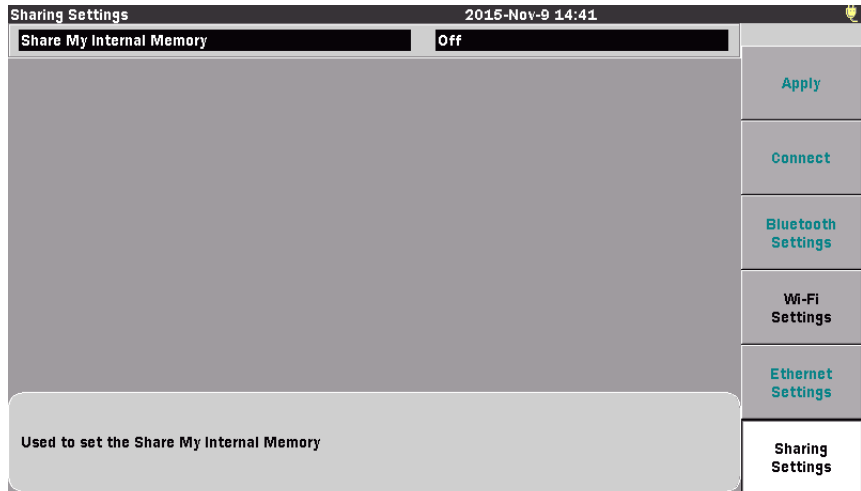 Sharing Settings 2015-Nov-9 14:41
Share My Internal Memory Off
Apply
Connect
Bluetooth
Settings
Wi-Fi
Settings
Ethernet
Settings
Used to set the Share My Internal Memory
Sharing
Settings